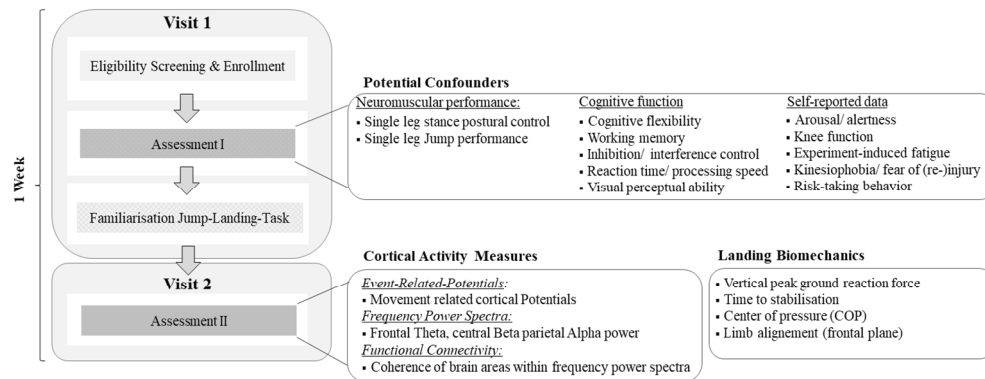 1 Week
Visit 1
Eligibility Screening & Enrollment
Assessment I
Familiarisation Jump-Landing-Task
Visit 2
Assessment II
Potential Confounders
Neuromuscular performance:
▪ Single leg stance postural control
▪ Single leg Jump performance
Cognitive function
▪ Cognitive flexibility
▪ Working memory
▪ Inhibition/ interference control
▪ Reaction time/ processing speed
▪ Visual perceptual ability
Self-reported data
▪ Arousal/ alertness
▪ Knee function
▪ Experiment-induced fatigue
▪ Kinesiophobia/ fear of (re-)injury
▪ Risk-taking behavior
Cortical Activity Measures
Event-Related-Potentials:
▪ Movement related cortical Potentials
Frequency Power Spectra:
▪ Frontal Theta, central Beta parietal Alpha power
Functional Connectivity:
▪ Coherence of brain areas within frequency power spectra
Landing Biomechanics
▪ Vertical peak ground reaction force
▪ Time to stabilisation
▪ Center of pressure (COP)
▪ Limb alignement (frontal plane)